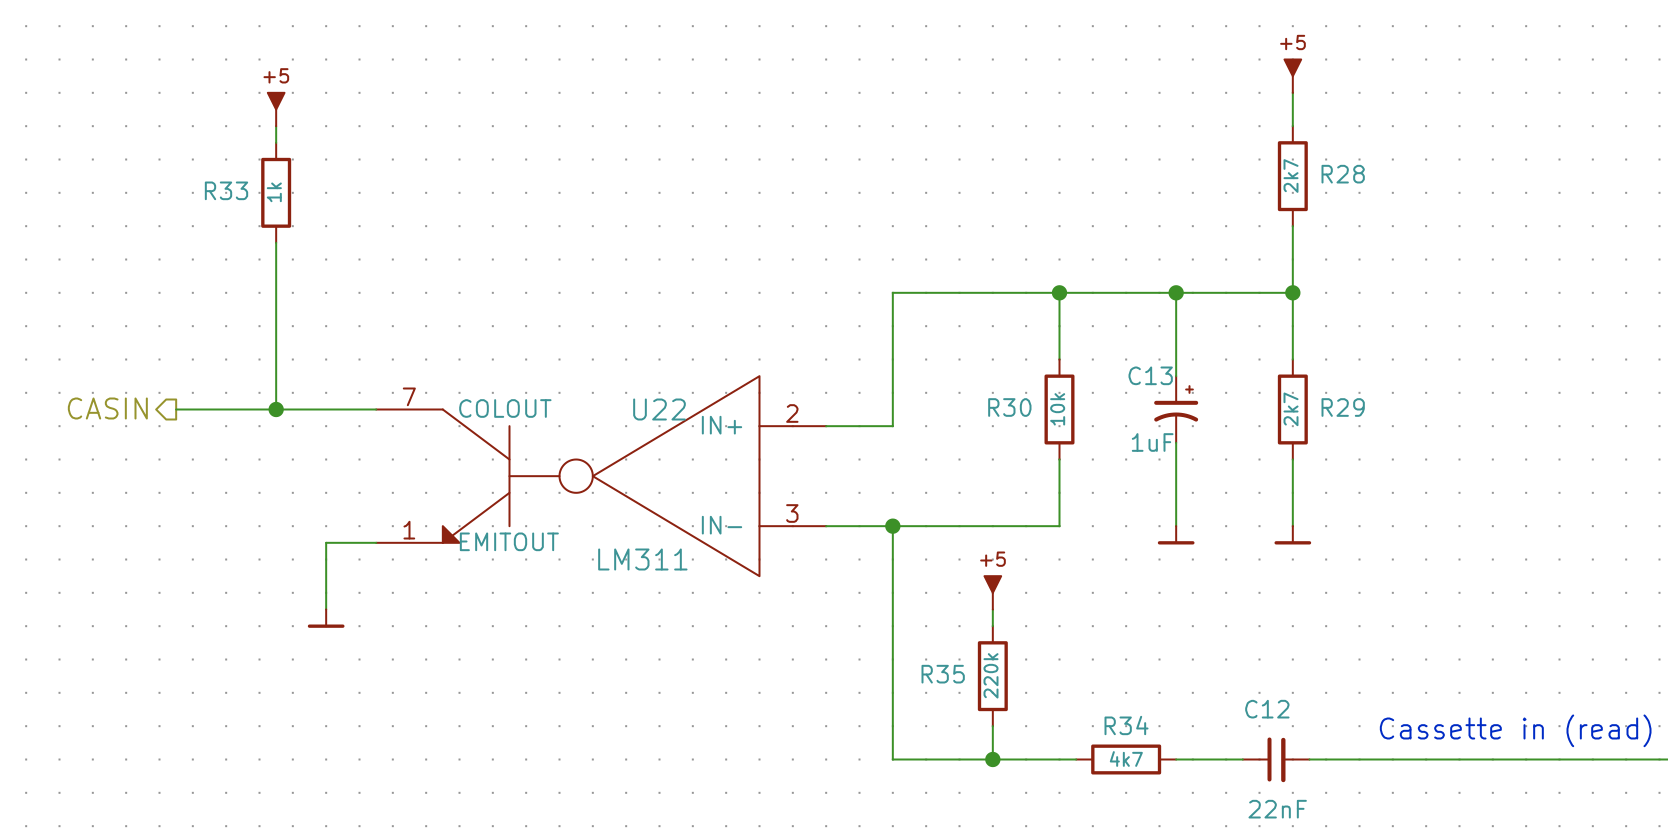 +5
+5
R33
1k
2k7
R28
CASIN
7
COLOUT
U22
IN+
2
R30
10k
C13
+
1uF
2k7
R29
1
EMITOUT
LM311
IN-
3
+5
R35
220k
R34
4k7
C12
22nF
Cassette in (read)